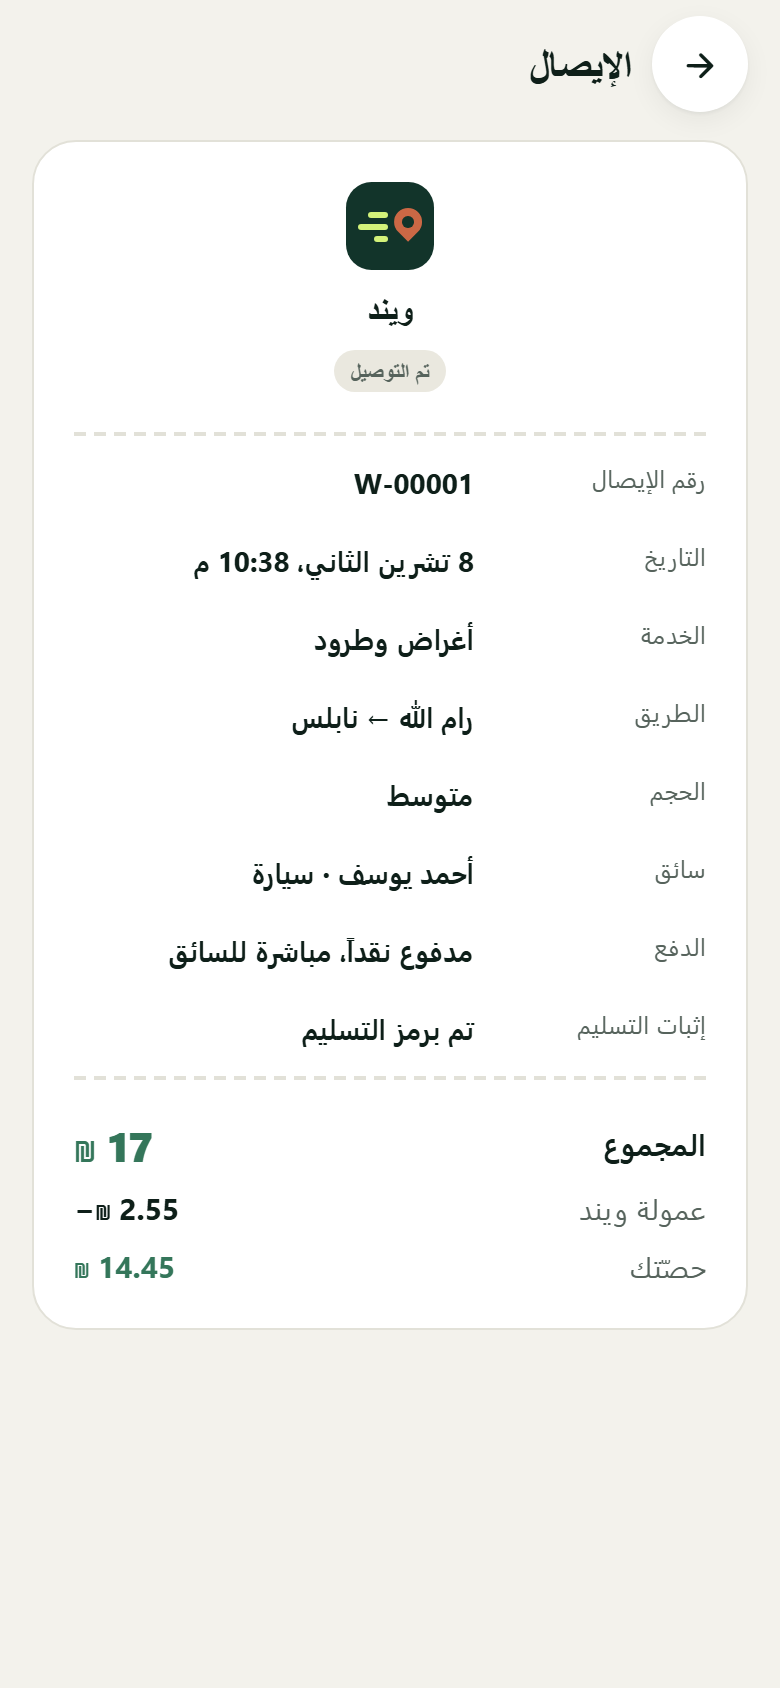 الإيصال
ويند
تم التوصيل
رقم الإيصال W-00001
التاريخ 8 تشرين الثاني، 10:38 م
الخدمة أغراض وطرود
الطريق رام الله ← نابلس
الحجم متوسط
سائق أحمد يوسف · سيارة
الدفع مدفوع نقداً، مباشرة للسائق
إثبات التسليم تم برمز التسليم
المجموع 17 ₪
عمولة ويند −₪ 2.55
حصّتك 14.45 ₪